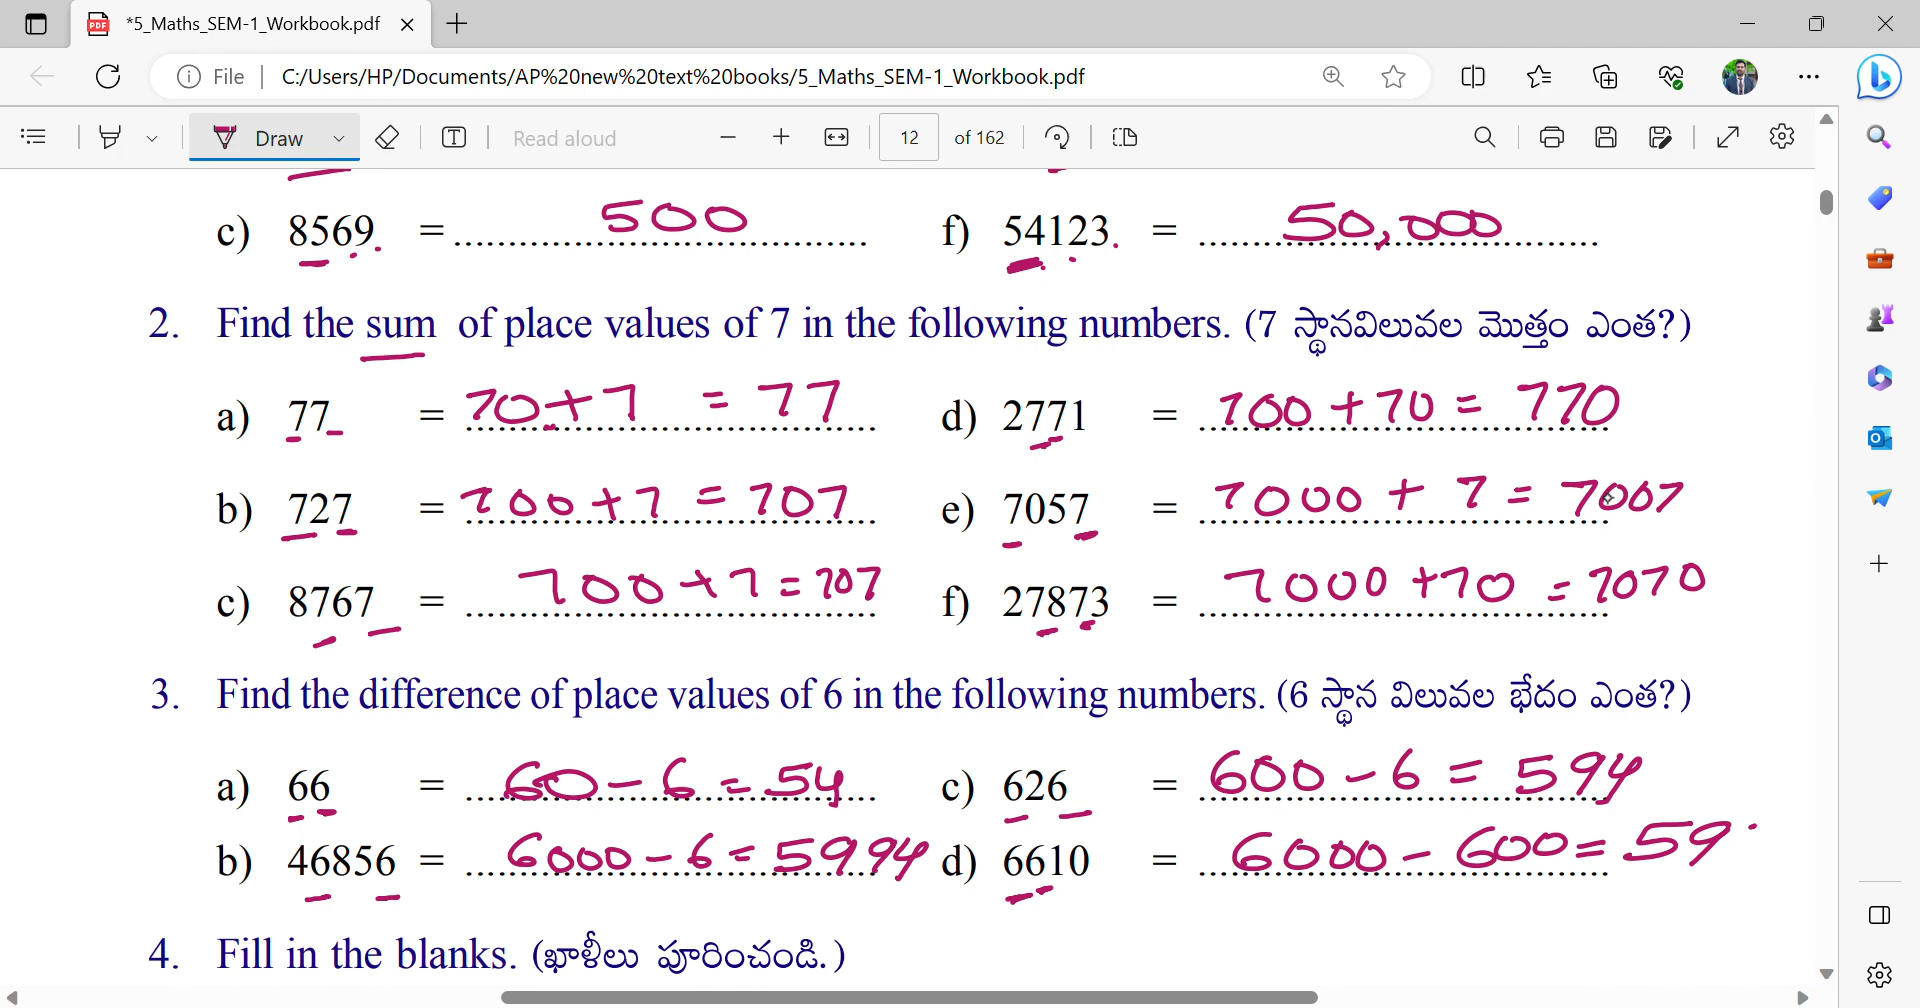 *5_Maths_SEM-1_Workbook.pdf
File C:/Users/HP/Documents/AP%20new%20text%20books/5_Maths_SEM-1_Workbook.pdf
Draw Read aloud 12 of 162
c) 8569 = 500 f) 54123 = 50,000
2. Find the sum of place values of 7 in the following numbers. (7 స్థానవిలువల మొత్తం ఎంత?)
a) 77 = 70+7 = 77 d) 2771 = 700+70 = 770
b) 727 = 700+7 = 707 e) 7057 = 7000 + 7 = 7007
c) 8767 = 700+7=707 f) 27873 = 7000+70 = 7070
3. Find the difference of place values of 6 in the following numbers. (6 స్థాన విలువల భేదం ఎంత?)
a) 66 = 60-6=54 c) 626 = 600-6 = 594
b) 46856 = 6000-6=5994 d) 6610 = 6000-600=59
4. Fill in the blanks. (ఖాళీలు పూరించండి.)